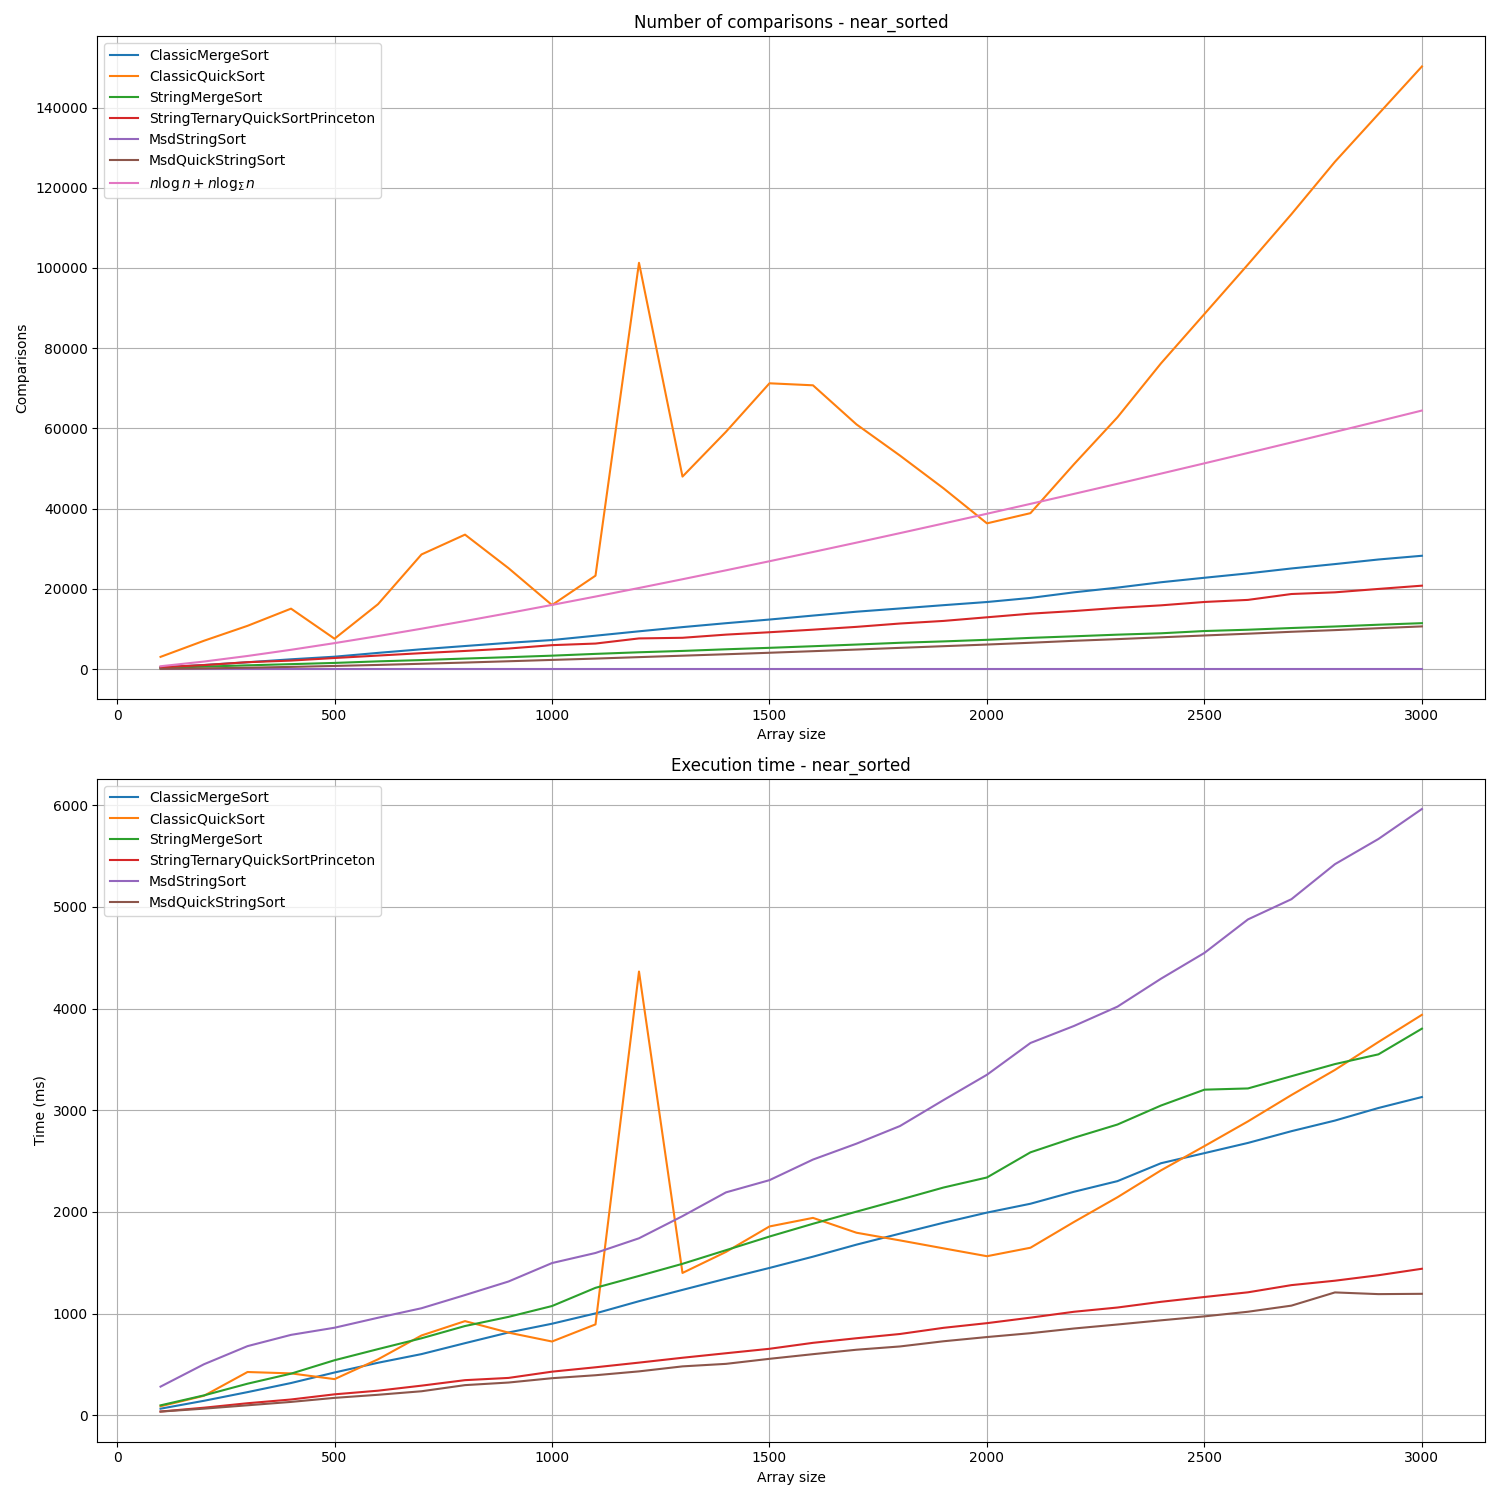 Number of comparisons - near_sorted
ClassicMergeSort
ClassicQuickSort
StringMergeSort
StringTernaryQuickSortPrinceton
MsdStringSort
MsdQuickStringSort
n log n + n log_Σ n
140000
120000
100000
80000
60000
40000
20000
0
Comparisons
0 500 1000 1500 2000 2500 3000
Array size
Execution time - near_sorted
ClassicMergeSort
ClassicQuickSort
StringMergeSort
StringTernaryQuickSortPrinceton
MsdStringSort
MsdQuickStringSort
6000
5000
4000
3000
2000
1000
0
Time (ms)
0 500 1000 1500 2000 2500 3000
Array size